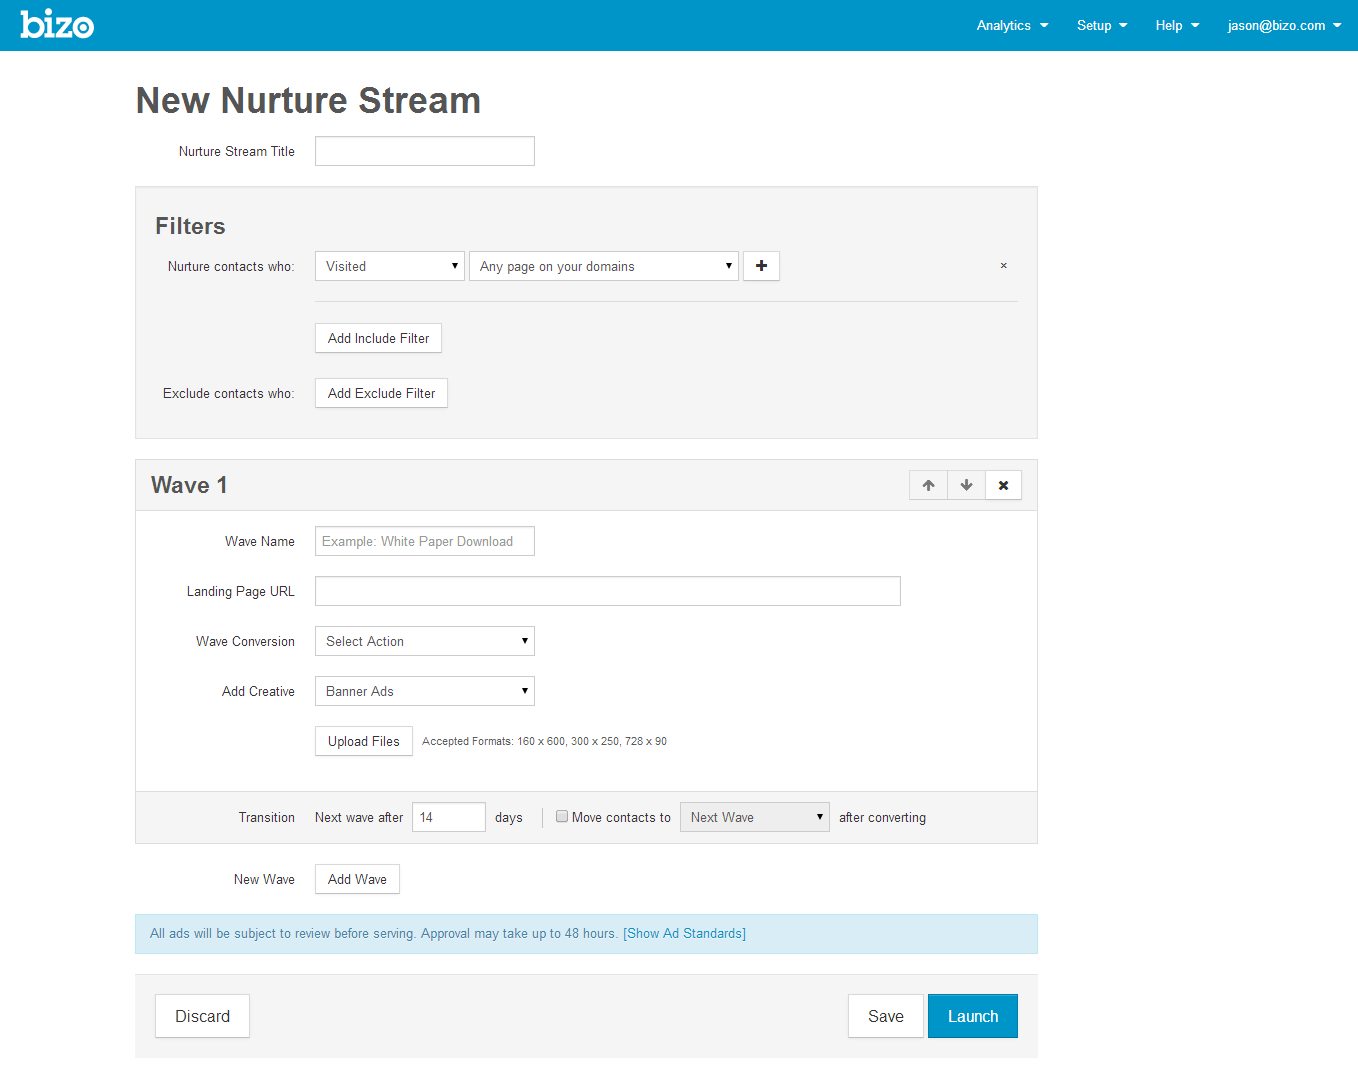 bizo
Analytics Setup Help jason@bizo.com
New Nurture Stream
Nurture Stream Title
Filters
Nurture contacts who: Visited Any page on your domains
Add Include Filter
Exclude contacts who: Add Exclude Filter
Wave 1
Wave Name Example: White Paper Download
Landing Page URL
Wave Conversion Select Action
Add Creative Banner Ads
Upload Files Accepted Formats: 160 x 600, 300 x 250, 728 x 90
Transition Next wave after 14 days Move contacts to Next Wave after converting
New Wave Add Wave
All ads will be subject to review before serving. Approval may take up to 48 hours. [Show Ad Standards]
Discard Save Launch